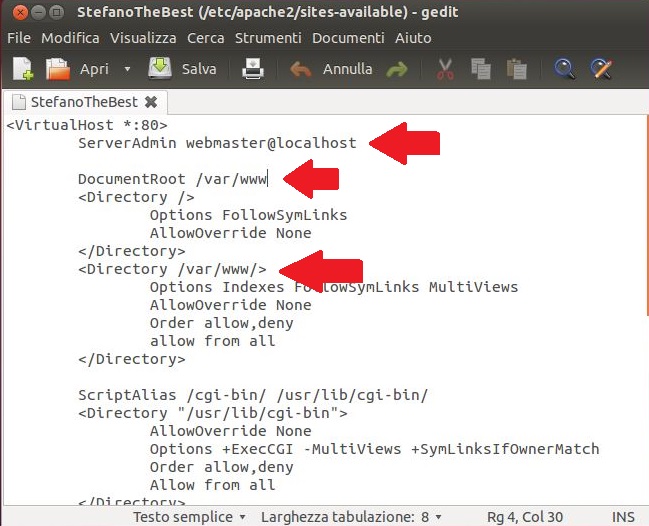 StefanoTheBest (/etc/apache2/sites-available) - gedit
File Modifica Visualizza Cerca Strumenti Documenti Aiuto
Apri Salva Annulla
StefanoTheBest
<VirtualHost *:80>
ServerAdmin webmaster@localhost
DocumentRoot /var/www
<Directory />
Options FollowSymLinks
AllowOverride None
</Directory>
<Directory /var/www/>
Options Indexes FollowSymLinks MultiViews
AllowOverride None
Order allow,deny
allow from all
</Directory>
ScriptAlias /cgi-bin/ /usr/lib/cgi-bin/
<Directory "/usr/lib/cgi-bin">
AllowOverride None
Options +ExecCGI -MultiViews +SymLinksIfOwnerMatch
Order allow,deny
Allow from all
</Directory>
Testo semplice Larghezza tabulazione: 8 Rg 4, Col 30 INS